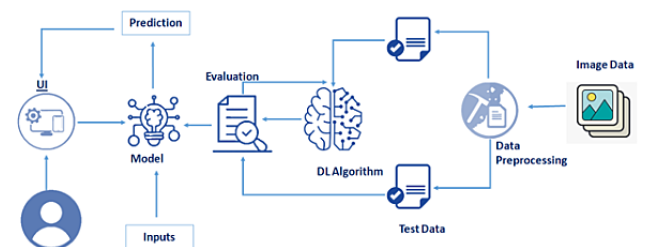 Prediction
UI
Evaluation
Image Data
Model
DL Algorithm
Data
Preprocessing
Test Data
Inputs